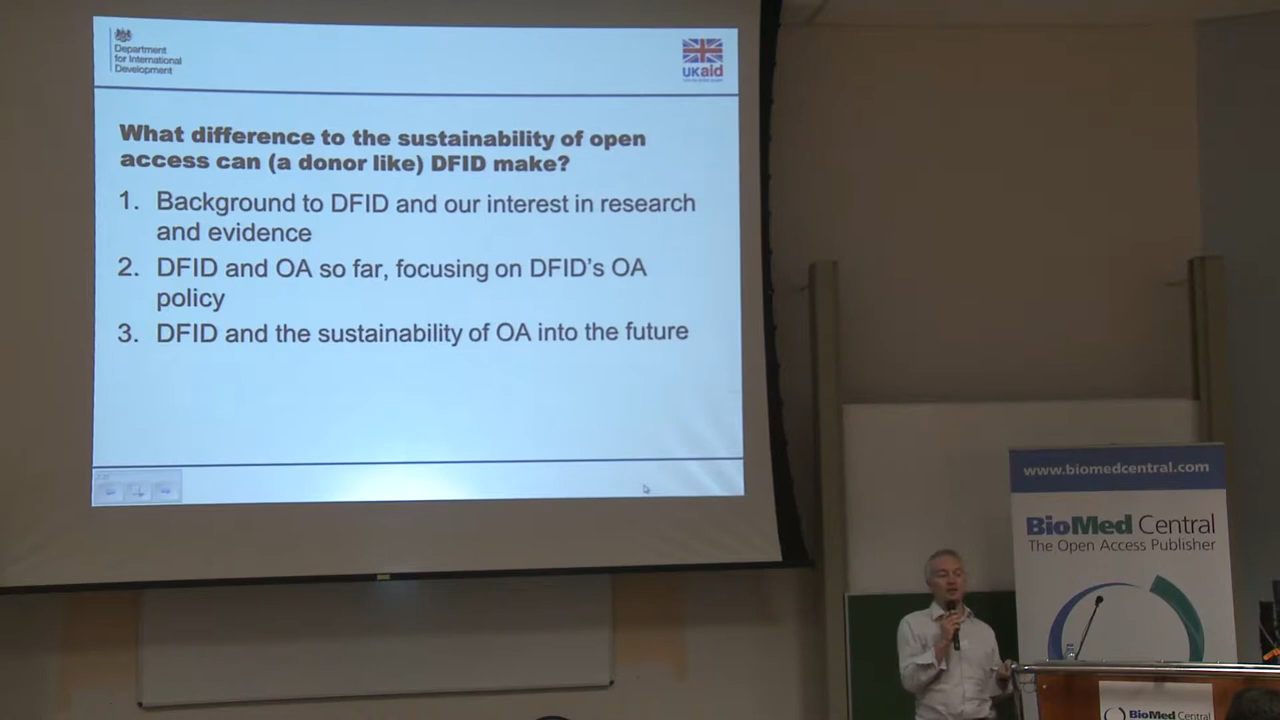 Department
for International
Development
UKaid
What difference to the sustainability of open
access can (a donor like) DFID make?
1. Background to DFID and our interest in research
and evidence
2. DFID and OA so far, focusing on DFID's OA
policy
3. DFID and the sustainability of OA into the future
www.biomedcentral.com
BioMed Central
The Open Access Publisher
BioMed Central